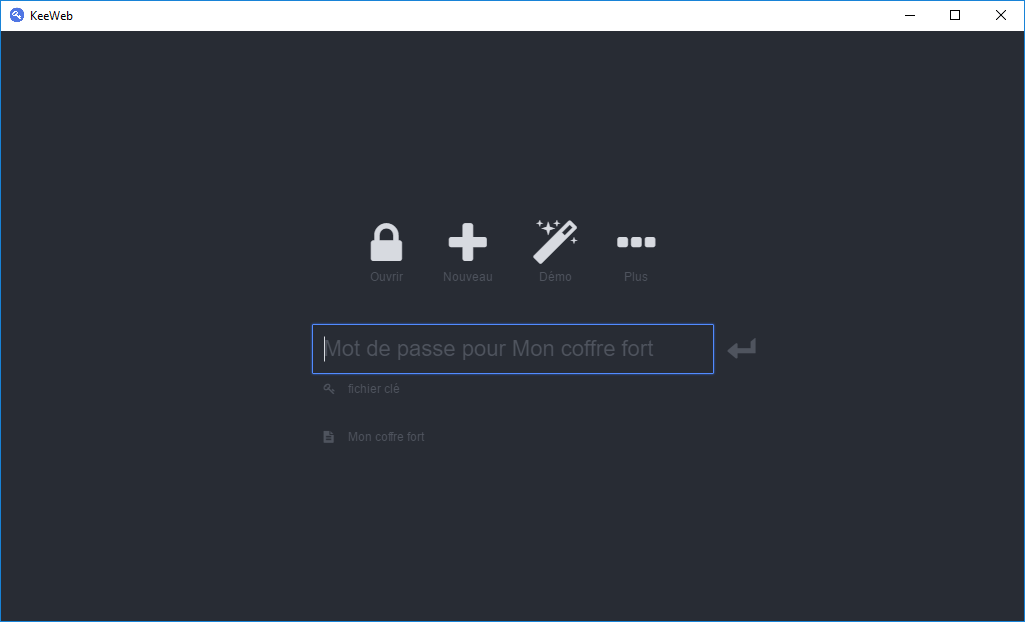 KeeWeb
Ouvrir Nouveau Démo Plus
Mot de passe pour Mon coffre fort
fichier clé
Mon coffre fort